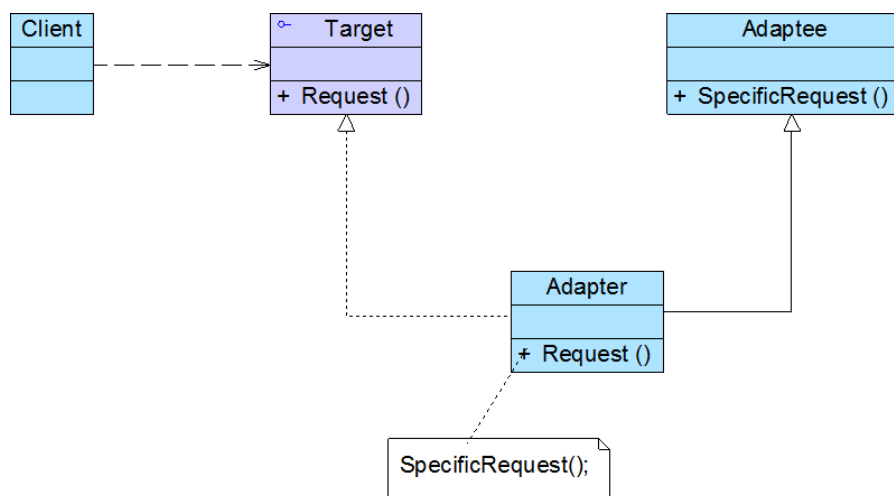 Client
Target
+ Request ()
Adaptee
+ SpecificRequest ()
Adapter
+ Request ()
SpecificRequest();